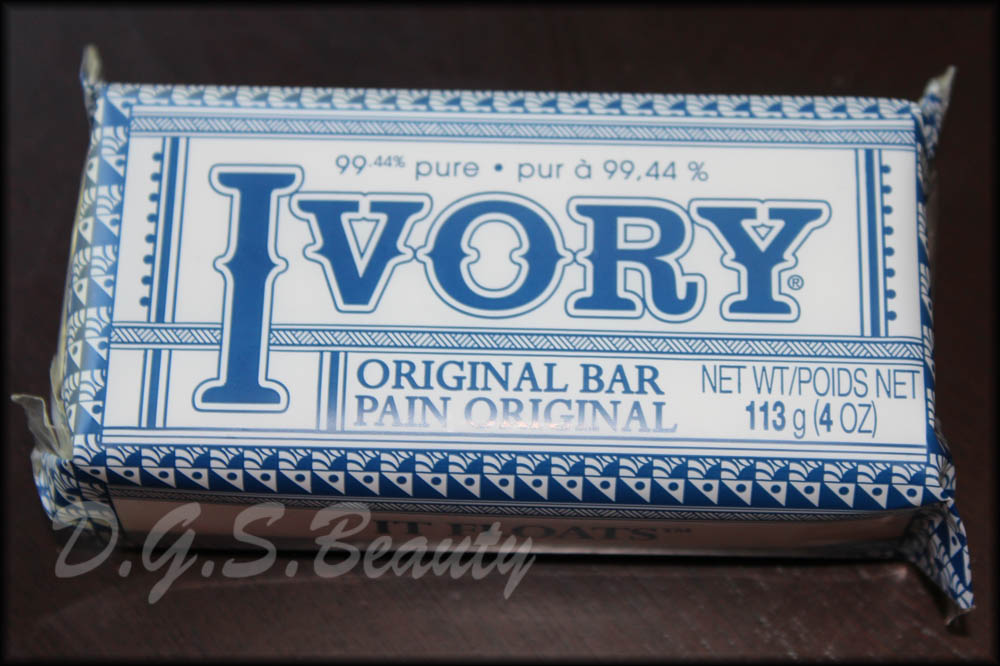 99.44% pure • pur à 99,44 %
IVORY®
ORIGINAL BAR
PAIN ORIGINAL
NET WT/POIDS NET
113 g (4 OZ)
IT FLOATS™
D.G.S.Beauty